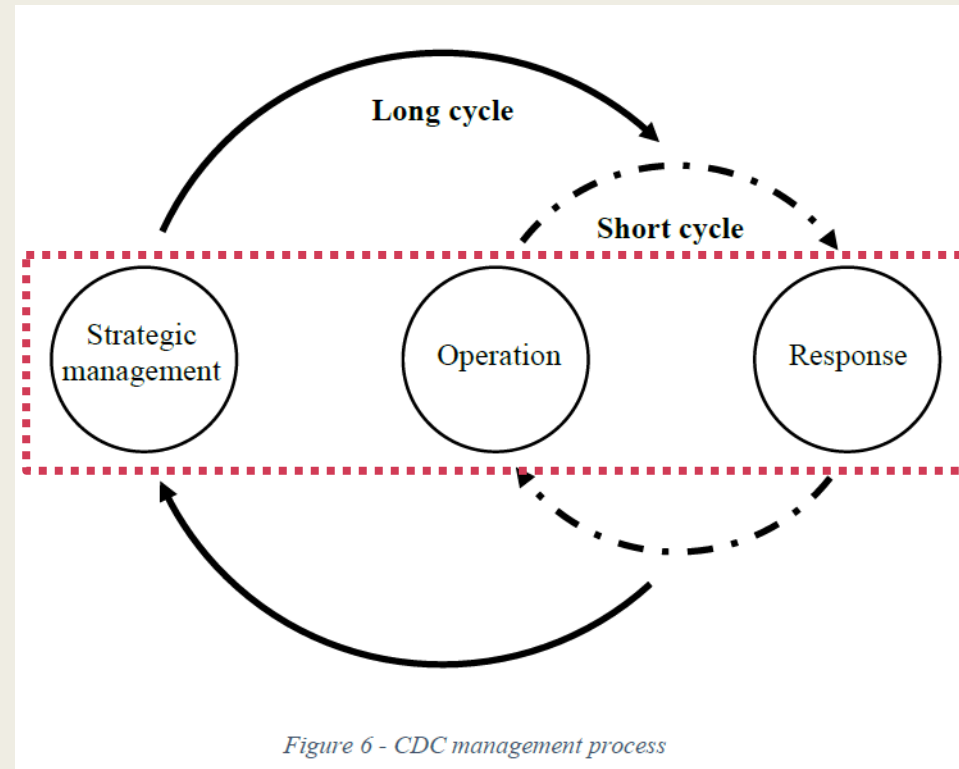 Long cycle
Short cycle
Strategic
management
Operation
Response
Figure 6 - CDC management process